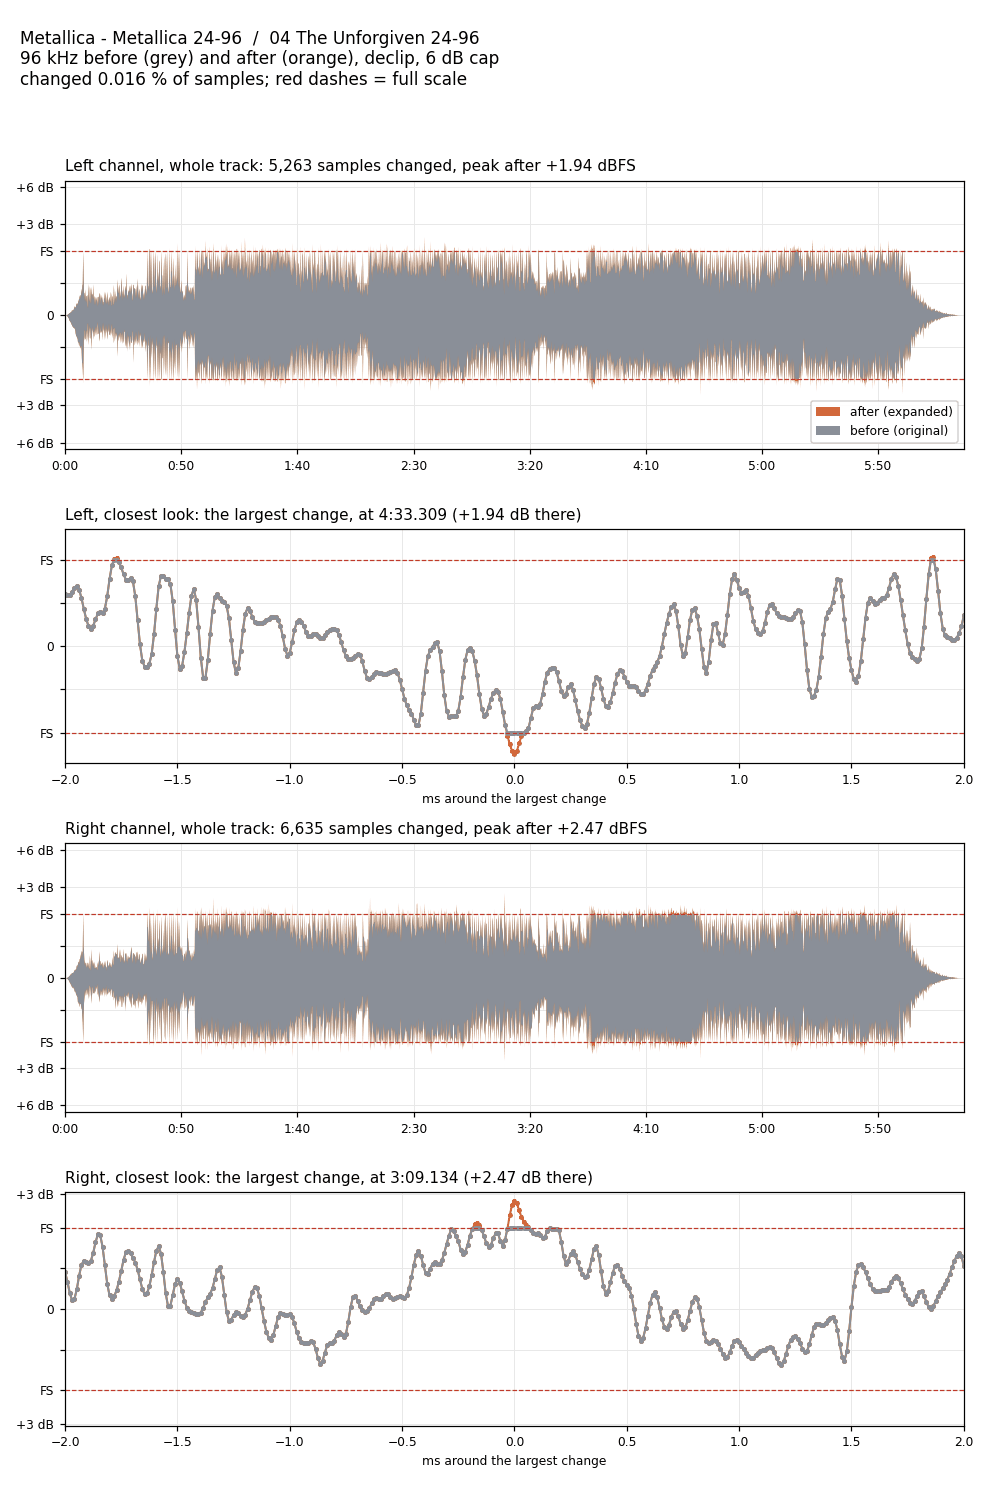 Metallica - Metallica 24-96  /  04 The Unforgiven 24-96
96 kHz before (grey) and after (orange), declip, 6 dB cap
changed 0.016 % of samples; red dashes = full scale
Left channel, whole track: 5,263 samples changed, peak after +1.94 dBFS
+6 dB
+3 dB
FS
0
FS
+3 dB
+6 dB
after (expanded)
before (original)
0:00 0:50 1:40 2:30 3:20 4:10 5:00 5:50
Left, closest look: the largest change, at 4:33.309 (+1.94 dB there)
FS
0
FS
−2.0 −1.5 −1.0 −0.5 0.0 0.5 1.0 1.5 2.0
ms around the largest change
Right channel, whole track: 6,635 samples changed, peak after +2.47 dBFS
+6 dB
+3 dB
FS
0
FS
+3 dB
+6 dB
0:00 0:50 1:40 2:30 3:20 4:10 5:00 5:50
Right, closest look: the largest change, at 3:09.134 (+2.47 dB there)
+3 dB
FS
0
FS
+3 dB
−2.0 −1.5 −1.0 −0.5 0.0 0.5 1.0 1.5 2.0
ms around the largest change